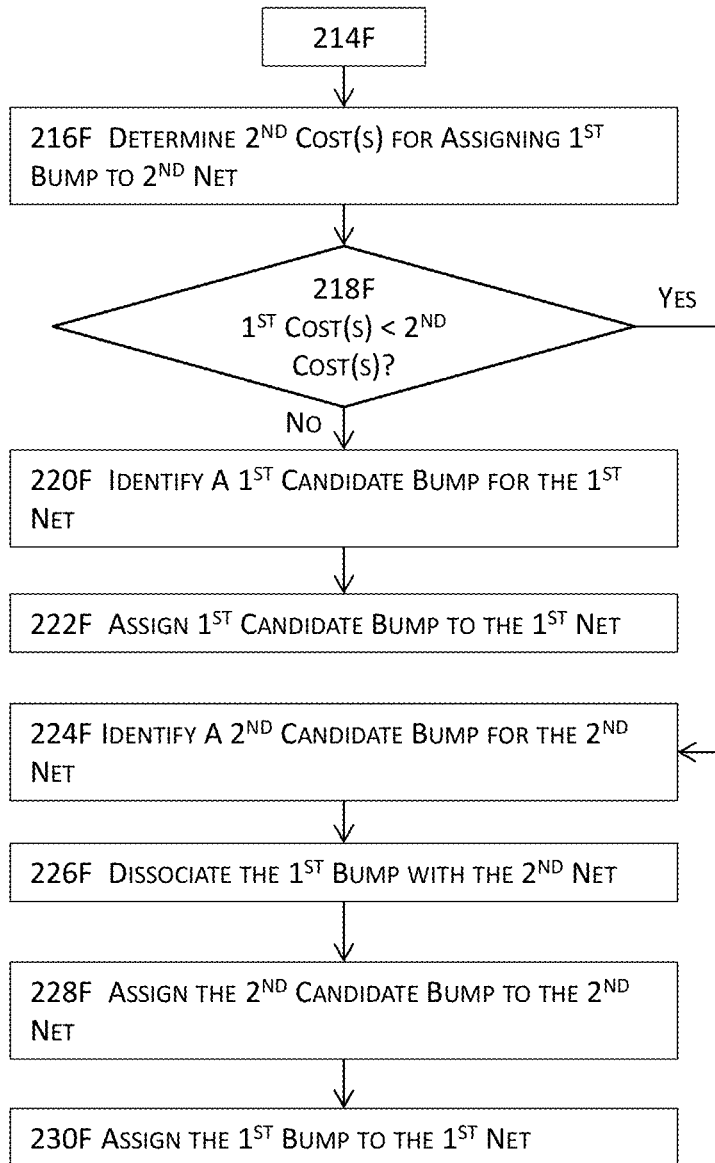 214F
216F DETERMINE 2ND COST(S) FOR ASSIGNING 1ST
BUMP TO 2ND NET
218F
1ST COST(S) < 2ND
COST(S)?
YES
NO
220F IDENTIFY A 1ST CANDIDATE BUMP FOR THE 1ST
NET
222F ASSIGN 1ST CANDIDATE BUMP TO THE 1ST NET
224F IDENTIFY A 2ND CANDIDATE BUMP FOR THE 2ND
NET
226F DISSOCIATE THE 1ST BUMP WITH THE 2ND NET
228F ASSIGN THE 2ND CANDIDATE BUMP TO THE 2ND
NET
230F ASSIGN THE 1ST BUMP TO THE 1ST NET